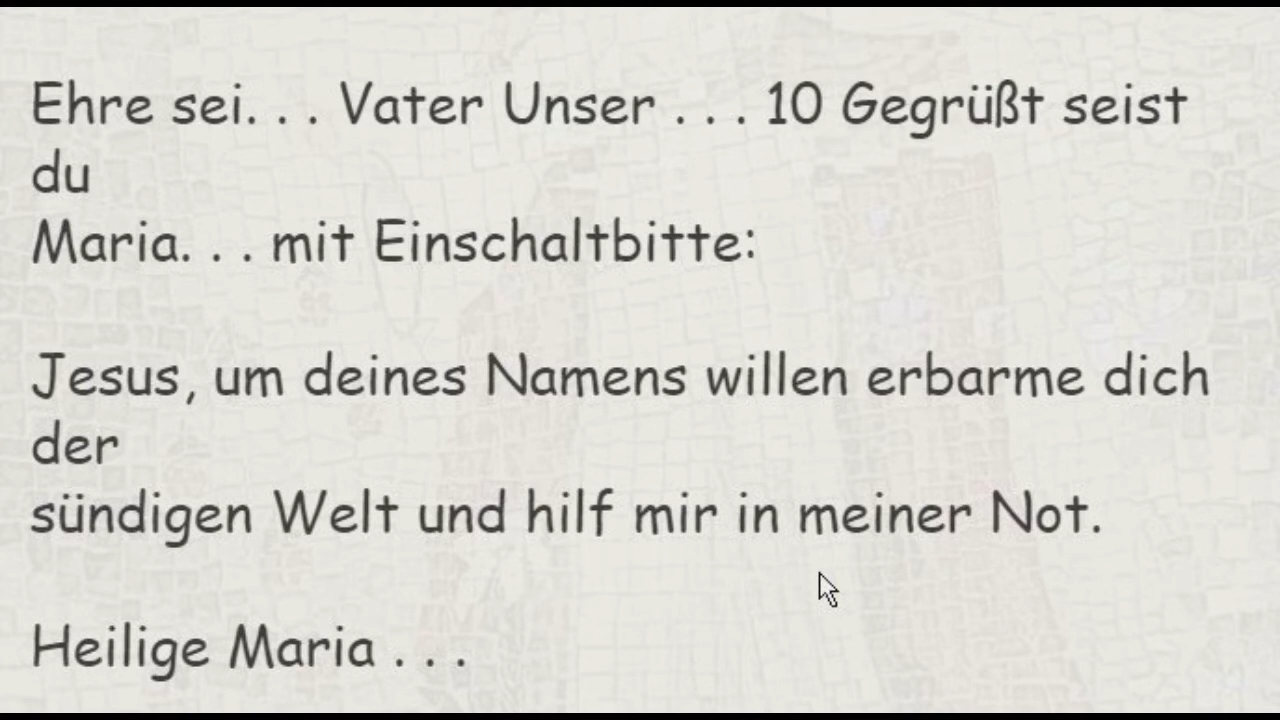 Ehre sei. . . Vater Unser . . . 10 Gegrüßt seist
du
Maria. . . mit Einschaltbitte:
Jesus, um deines Namens willen erbarme dich
der
sündigen Welt und hilf mir in meiner Not.
Heilige Maria . . .